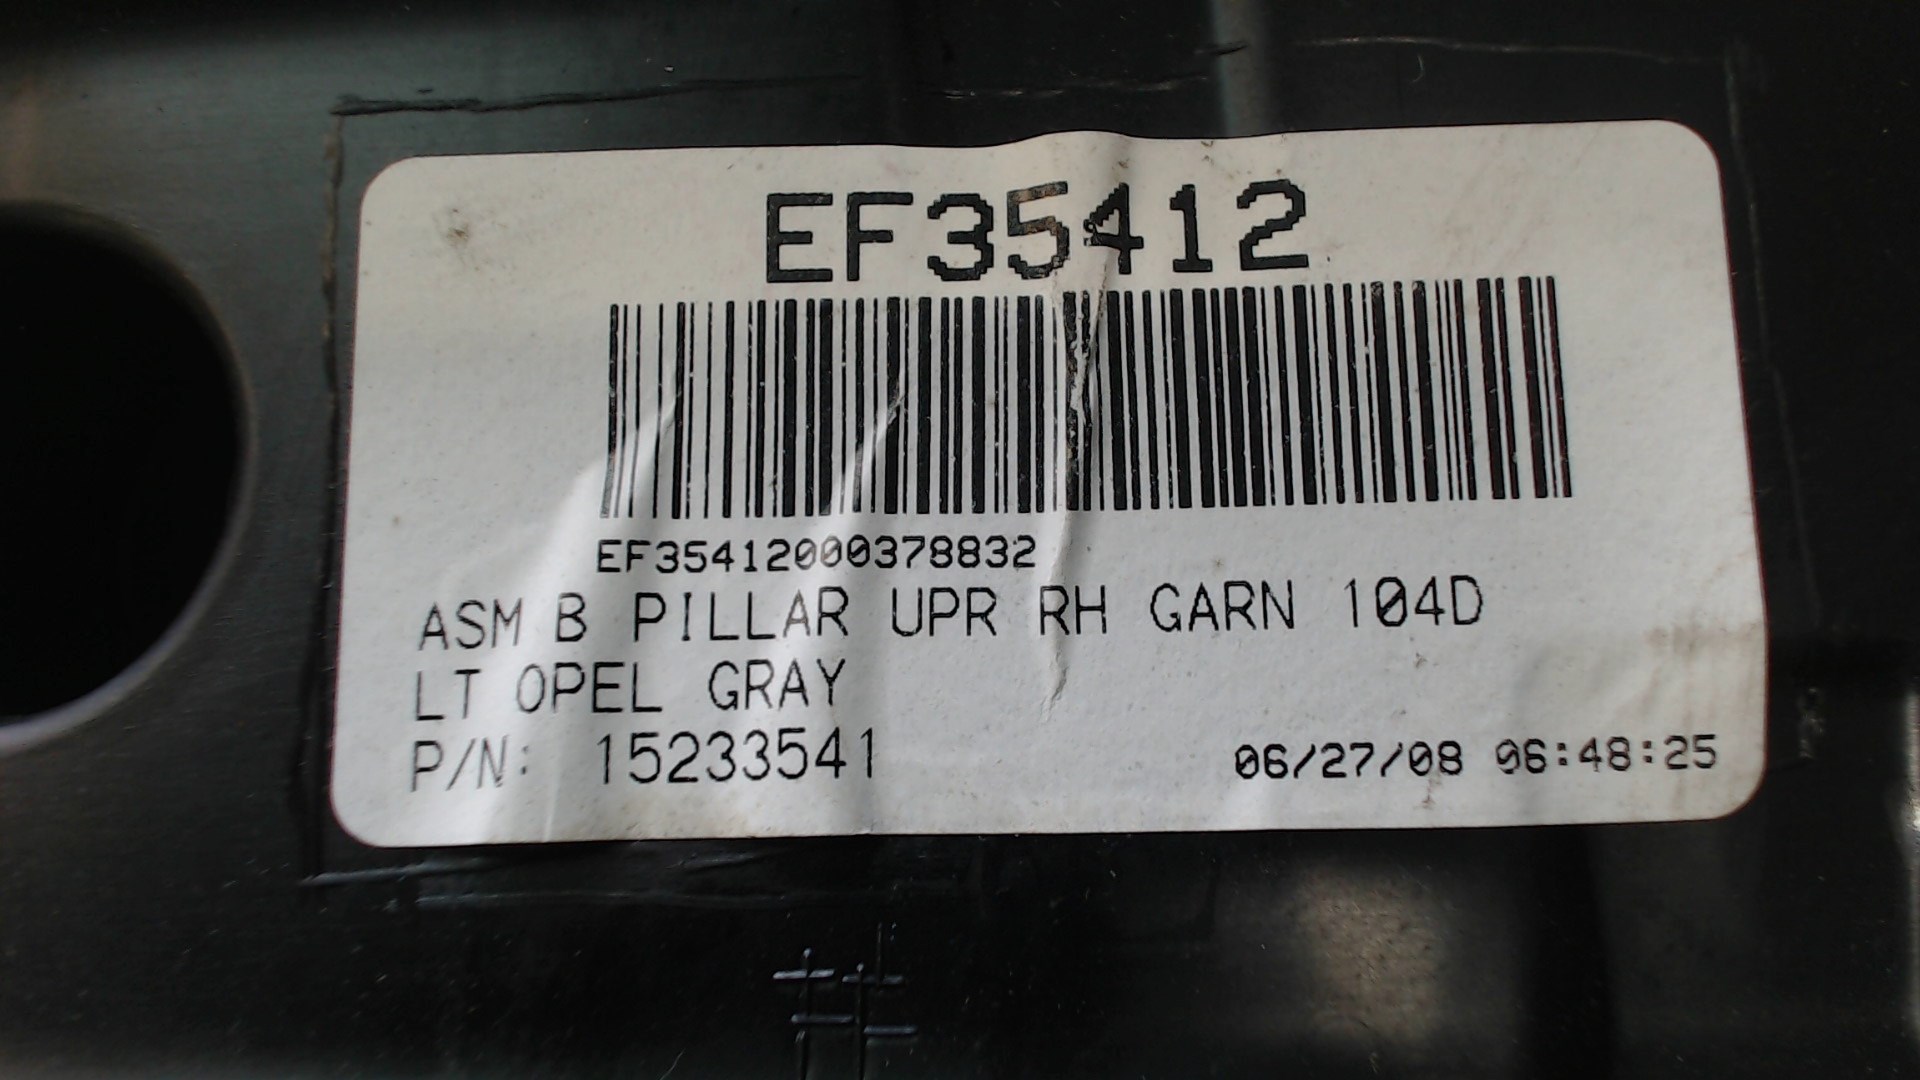 EF35412
EF35412000378832
ASM B PILLAR UPR RH GARN 104D
LT OPEL GRAY
P/N: 15233541
06/27/08 06:48:25